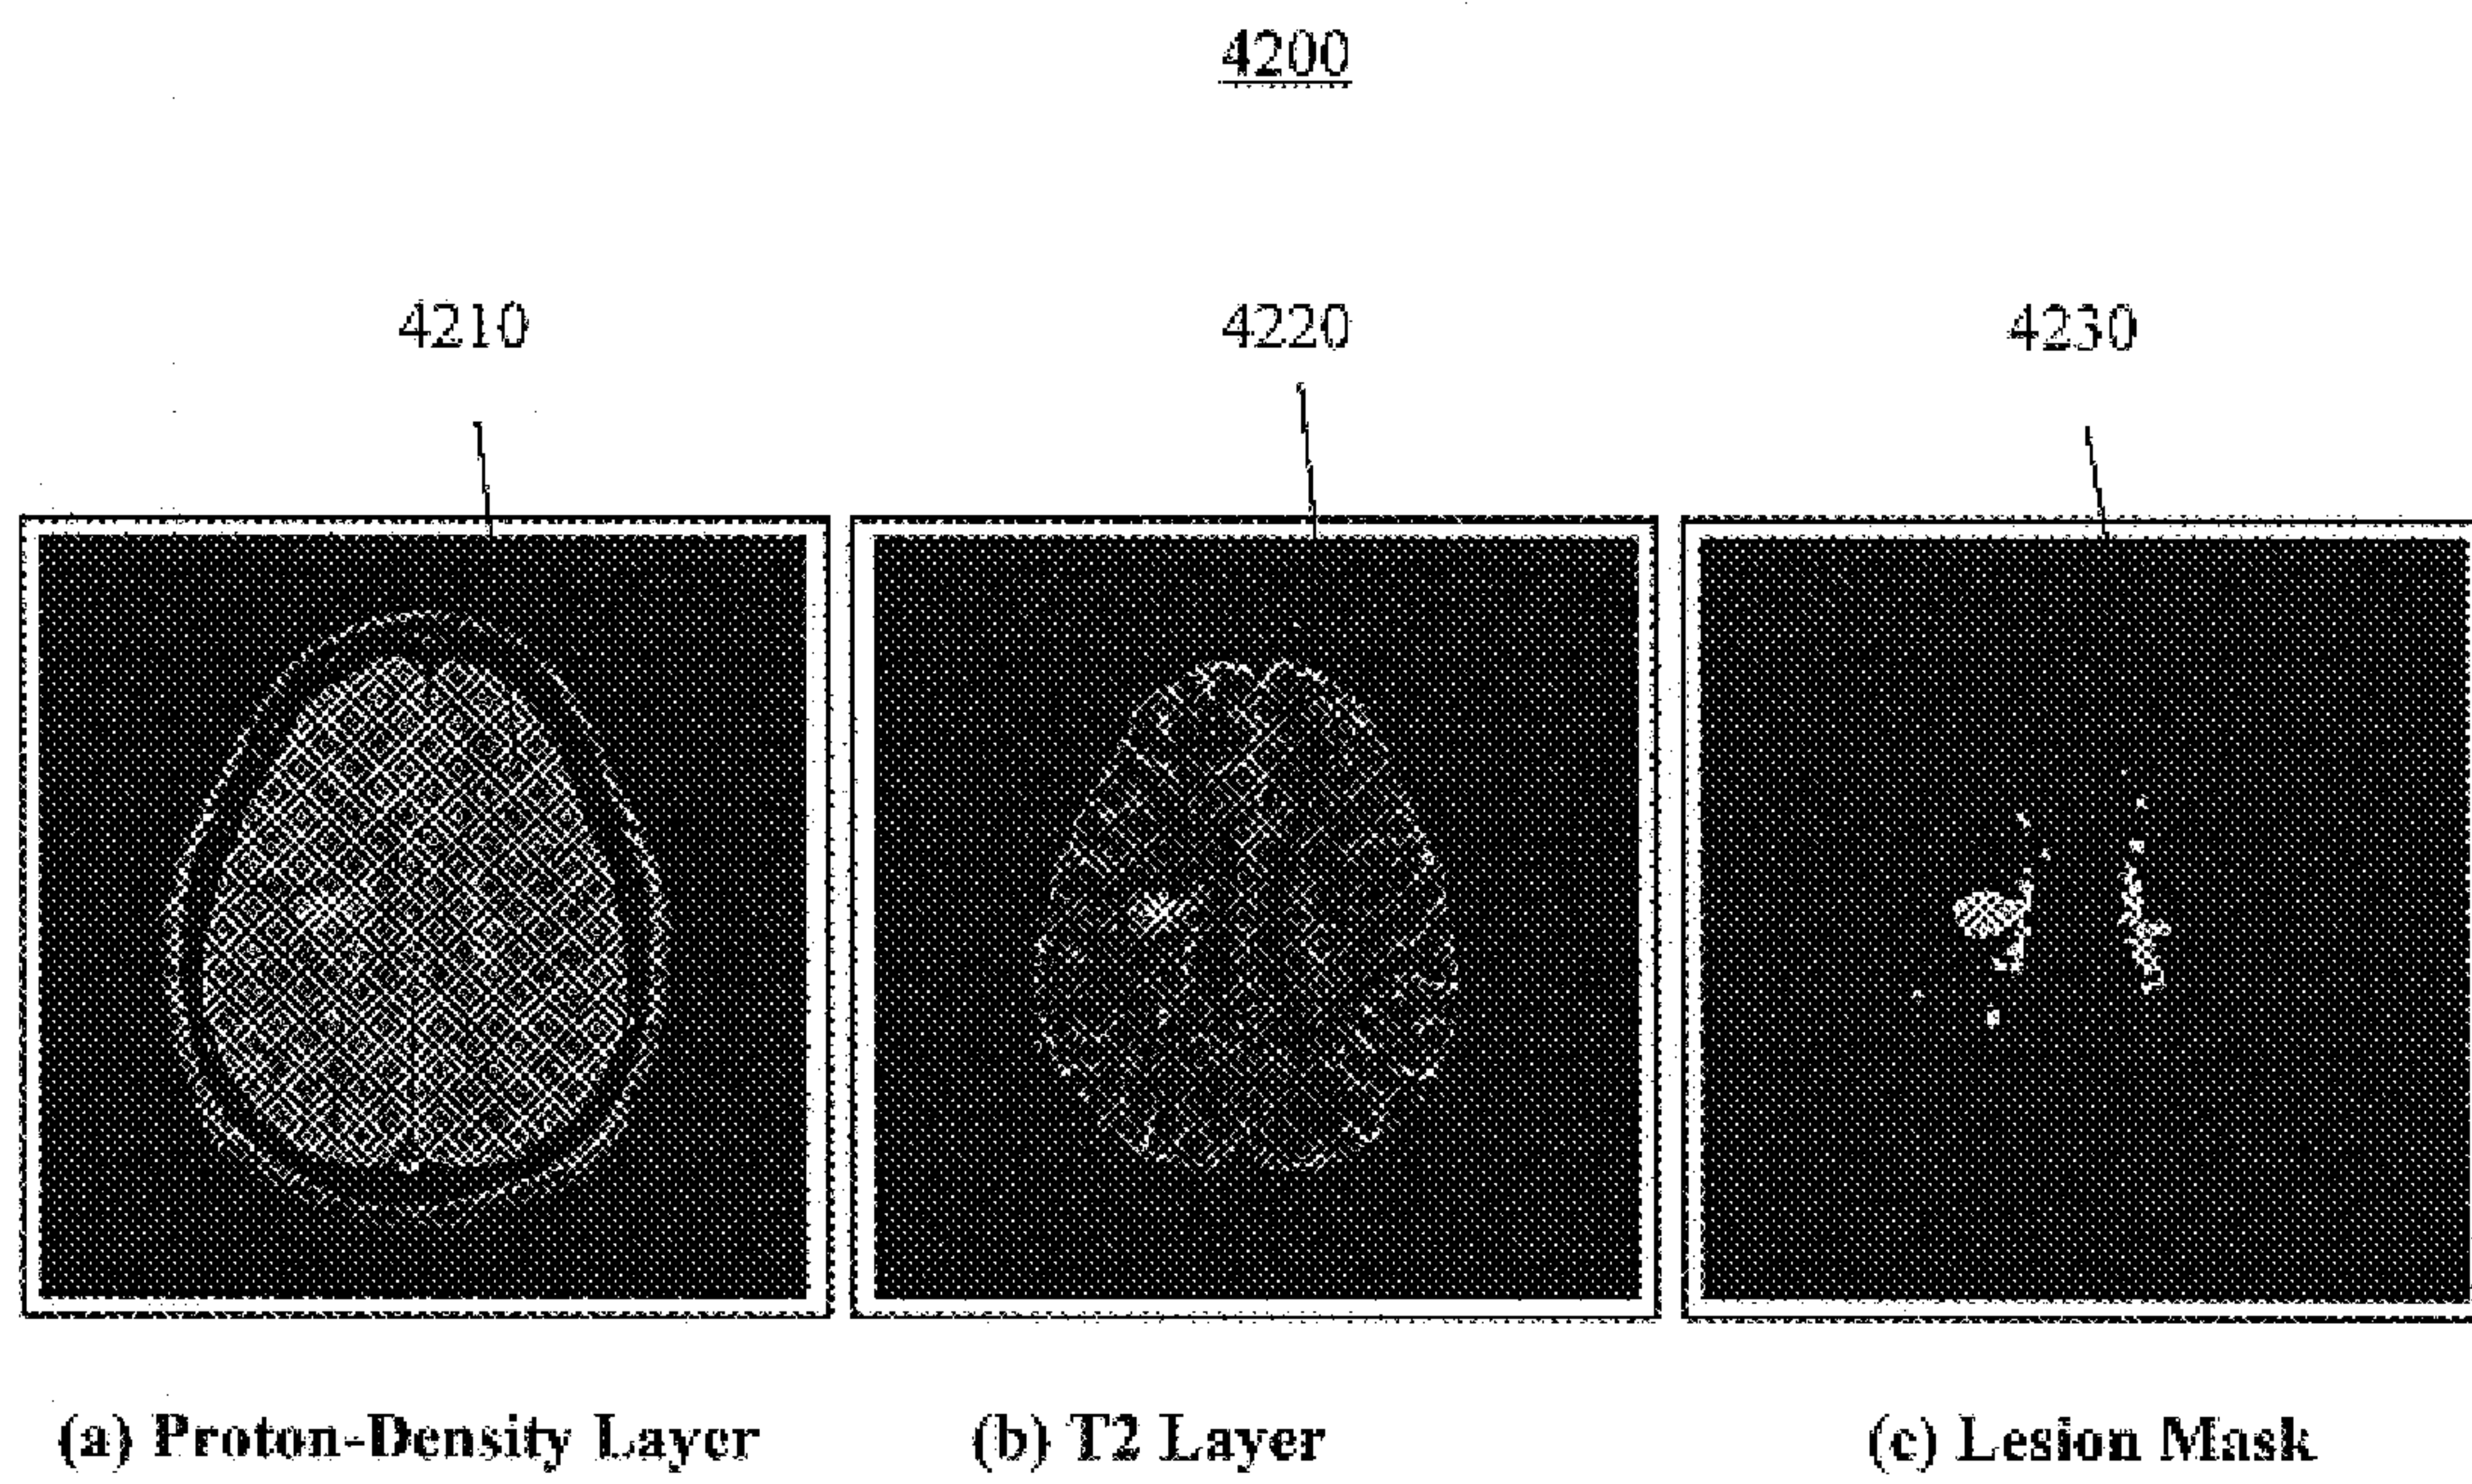 4200
4210 4220 4230
(a) Proton-Density Layer (b) T2 Layer (c) Lesion Mask